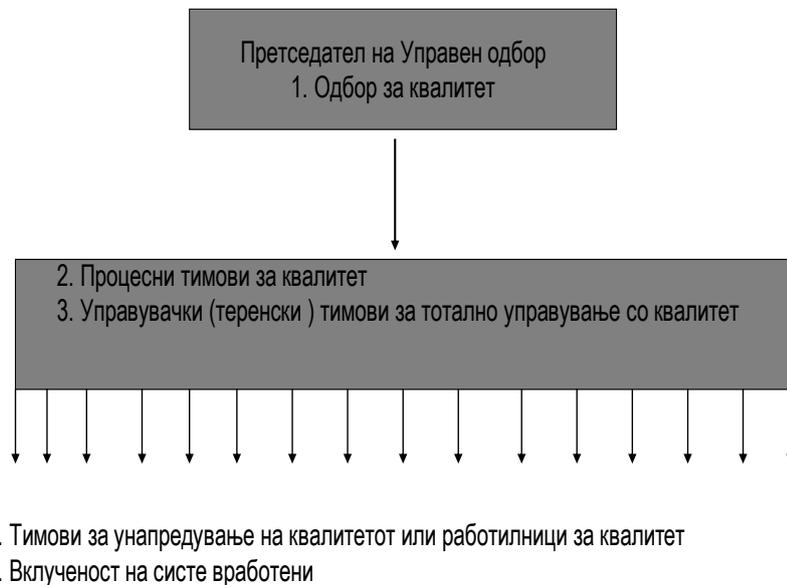 Претседател на Управен одбор
1. Одбор за квалитет
2. Процесни тимови за квалитет
3. Управувачки (теренски ) тимови за тотално управување со квалитет
. Тимови за унапредување на квалитетот или работилници за квалитет
. Вклученост на систе вработени